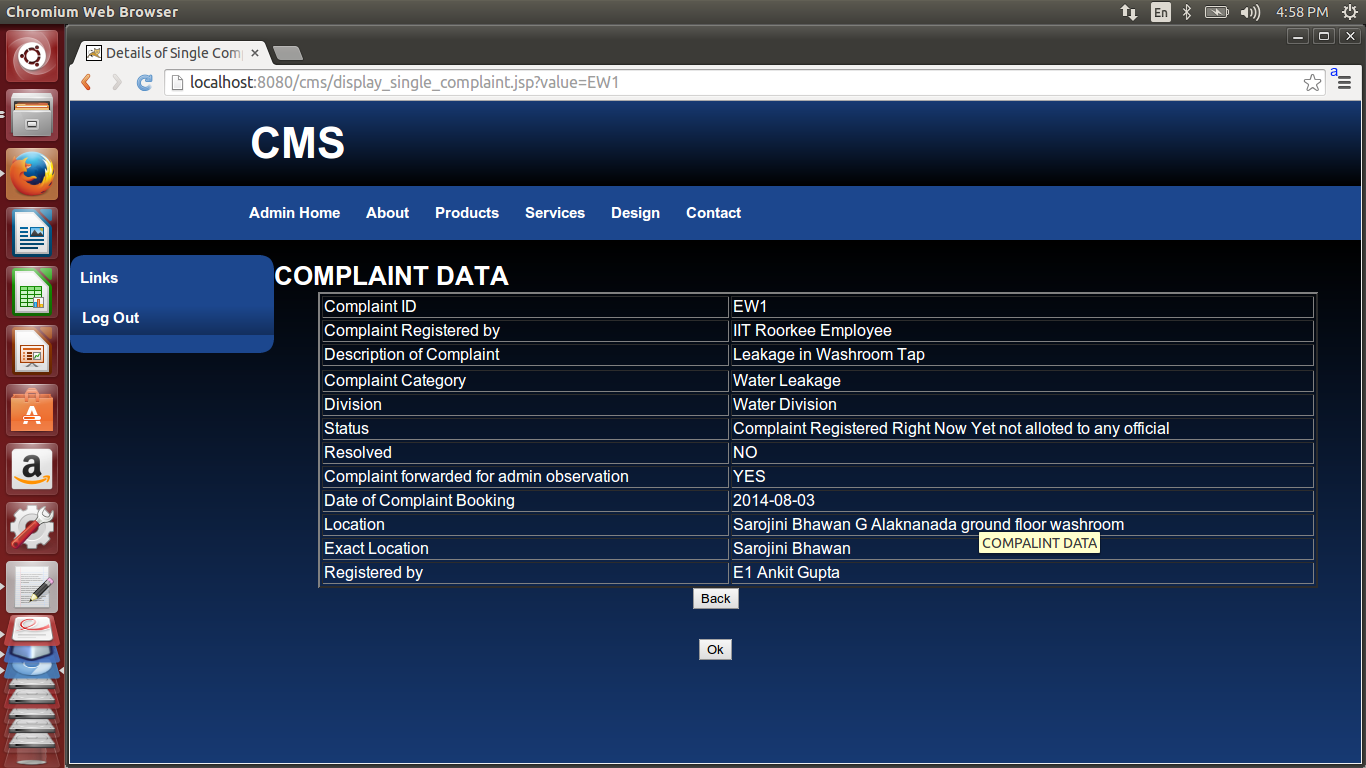 Chromium Web Browser En 4:58 PM
Details of Single Com
localhost:8080/cms/display_single_complaint.jsp?value=EW1
a
CMS
Admin Home About Products Services Design Contact
Links
Log Out
COMPLAINT DATA
Complaint ID EW1
Complaint Registered by IIT Roorkee Employee
Description of Complaint Leakage in Washroom Tap
Complaint Category Water Leakage
Division Water Division
Status Complaint Registered Right Now Yet not alloted to any official
Resolved NO
Complaint forwarded for admin observation YES
Date of Complaint Booking 2014-08-03
Location Sarojini Bhawan G Alaknanada ground floor washroom
COMPALINT DATA
Exact Location Sarojini Bhawan
Registered by E1 Ankit Gupta
Back
Ok